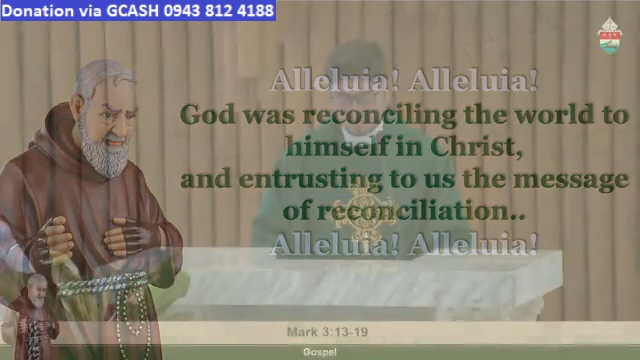 Donation via GCASH 0943 812 4188
Alleluia! Alleluia!
God was reconciling the world to
himself in Christ,
and entrusting to us the message
of reconciliation..
Alleluia! Alleluia!
Mark 3:13-19
Gospel